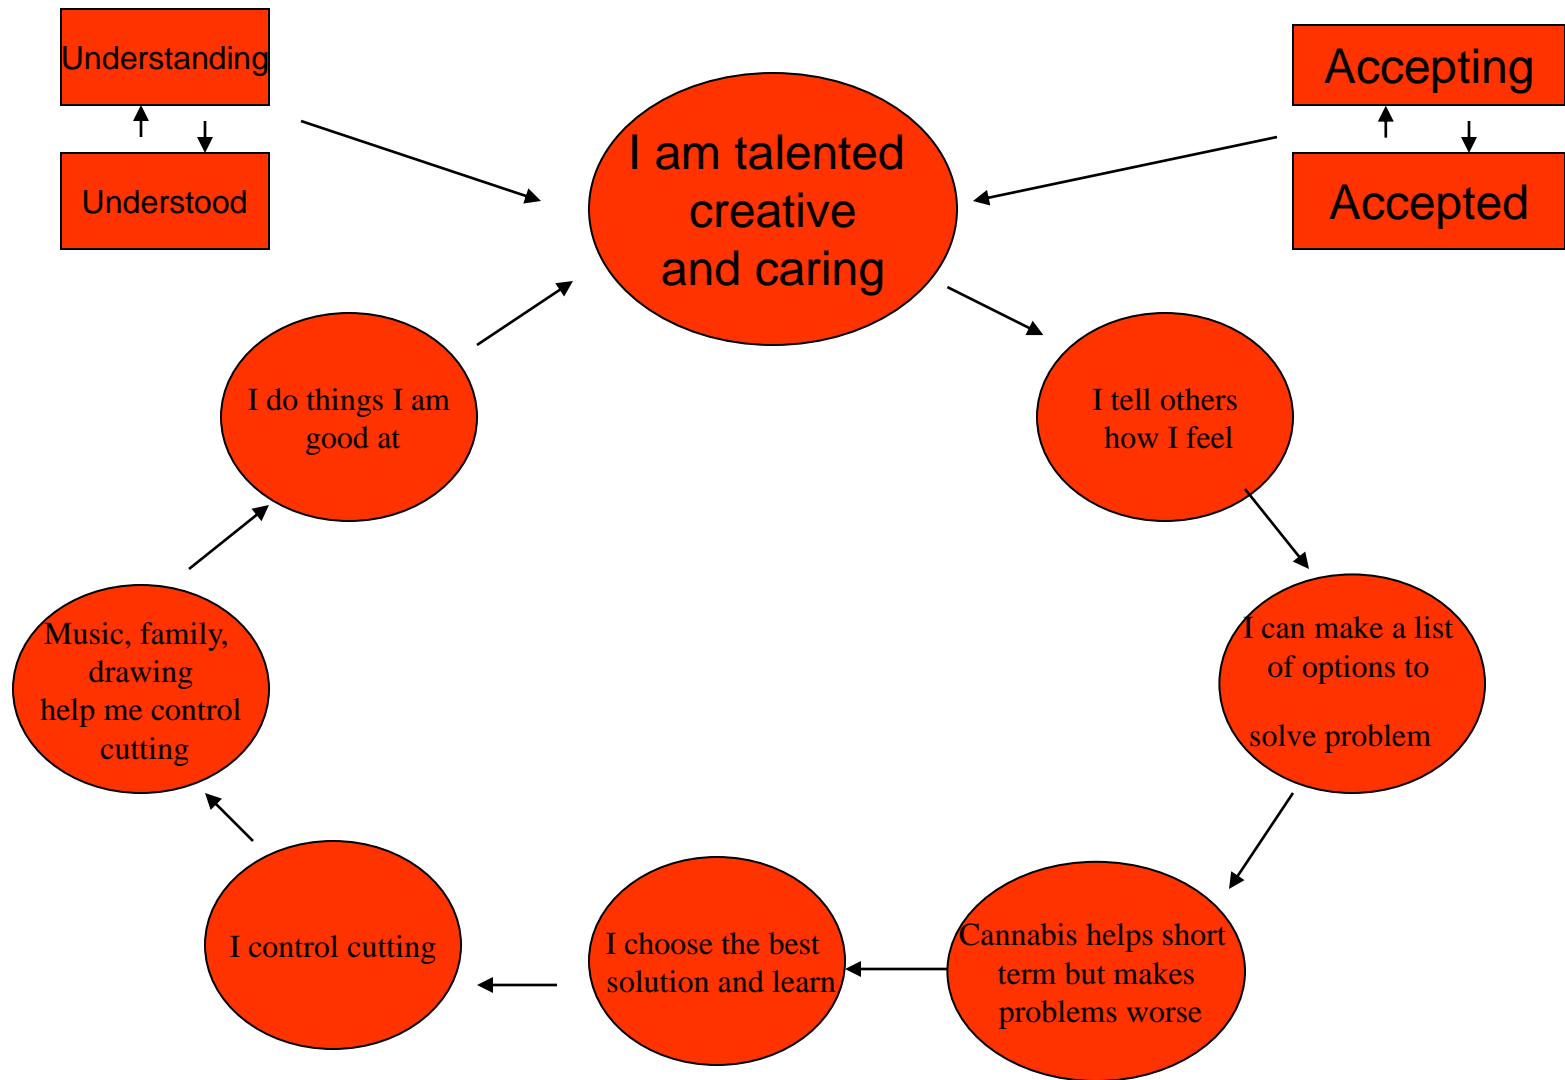 Understanding
Understood
Accepting
Accepted
I am talented
creative
and caring
I tell others
how I feel
I can make a list
of options to
solve problem
Cannabis helps short
term but makes
problems worse
I choose the best
solution and learn
I control cutting
Music, family,
drawing
help me control
cutting
I do things I am
good at